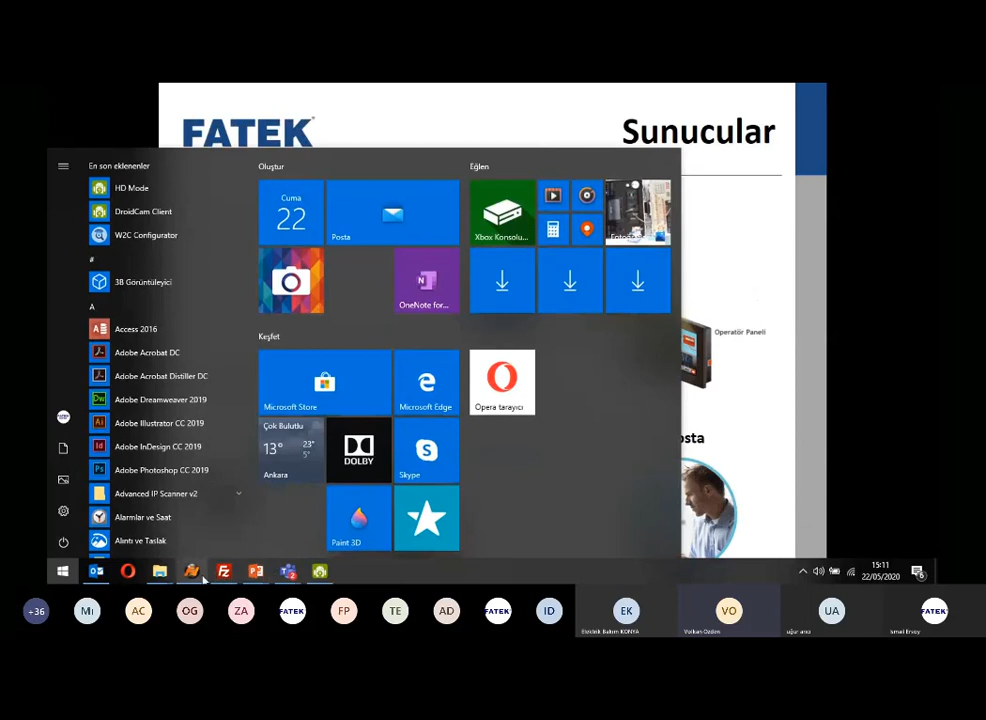 FATEK
Sunucular
En son eklenenler
HD Mode
DroidCam Client
W2C Configurator
#
3B Görüntüleyici
A
Access 2016
Adobe Acrobat DC
Adobe Acrobat Distiller DC
Adobe Dreamweaver 2019
Adobe Illustrator CC 2019
Adobe InDesign CC 2019
Adobe Photoshop CC 2019
Advanced IP Scanner v2
Alarmlar ve Saat
Alıntı ve Taslak
Oluştur
Cuma
22
Posta
OneNote for...
Keşfet
Microsoft Store
Microsoft Edge
Çok Bulutlu
13° 23°
5°
Ankara
DOLBY
Skype
Paint 3D
Eğlen
Xbox Konsolu...
Opera tarayıcı
Operatör Paneli
osta
15:11
22/05/2020
+36
Mi
AC
OG
ZA
FATEK
FP
TE
AD
FATEK
ID
EK
Elektrik Bakım KONYA
VO
Volkan Özdim
UA
uğur arıcı
FATEK